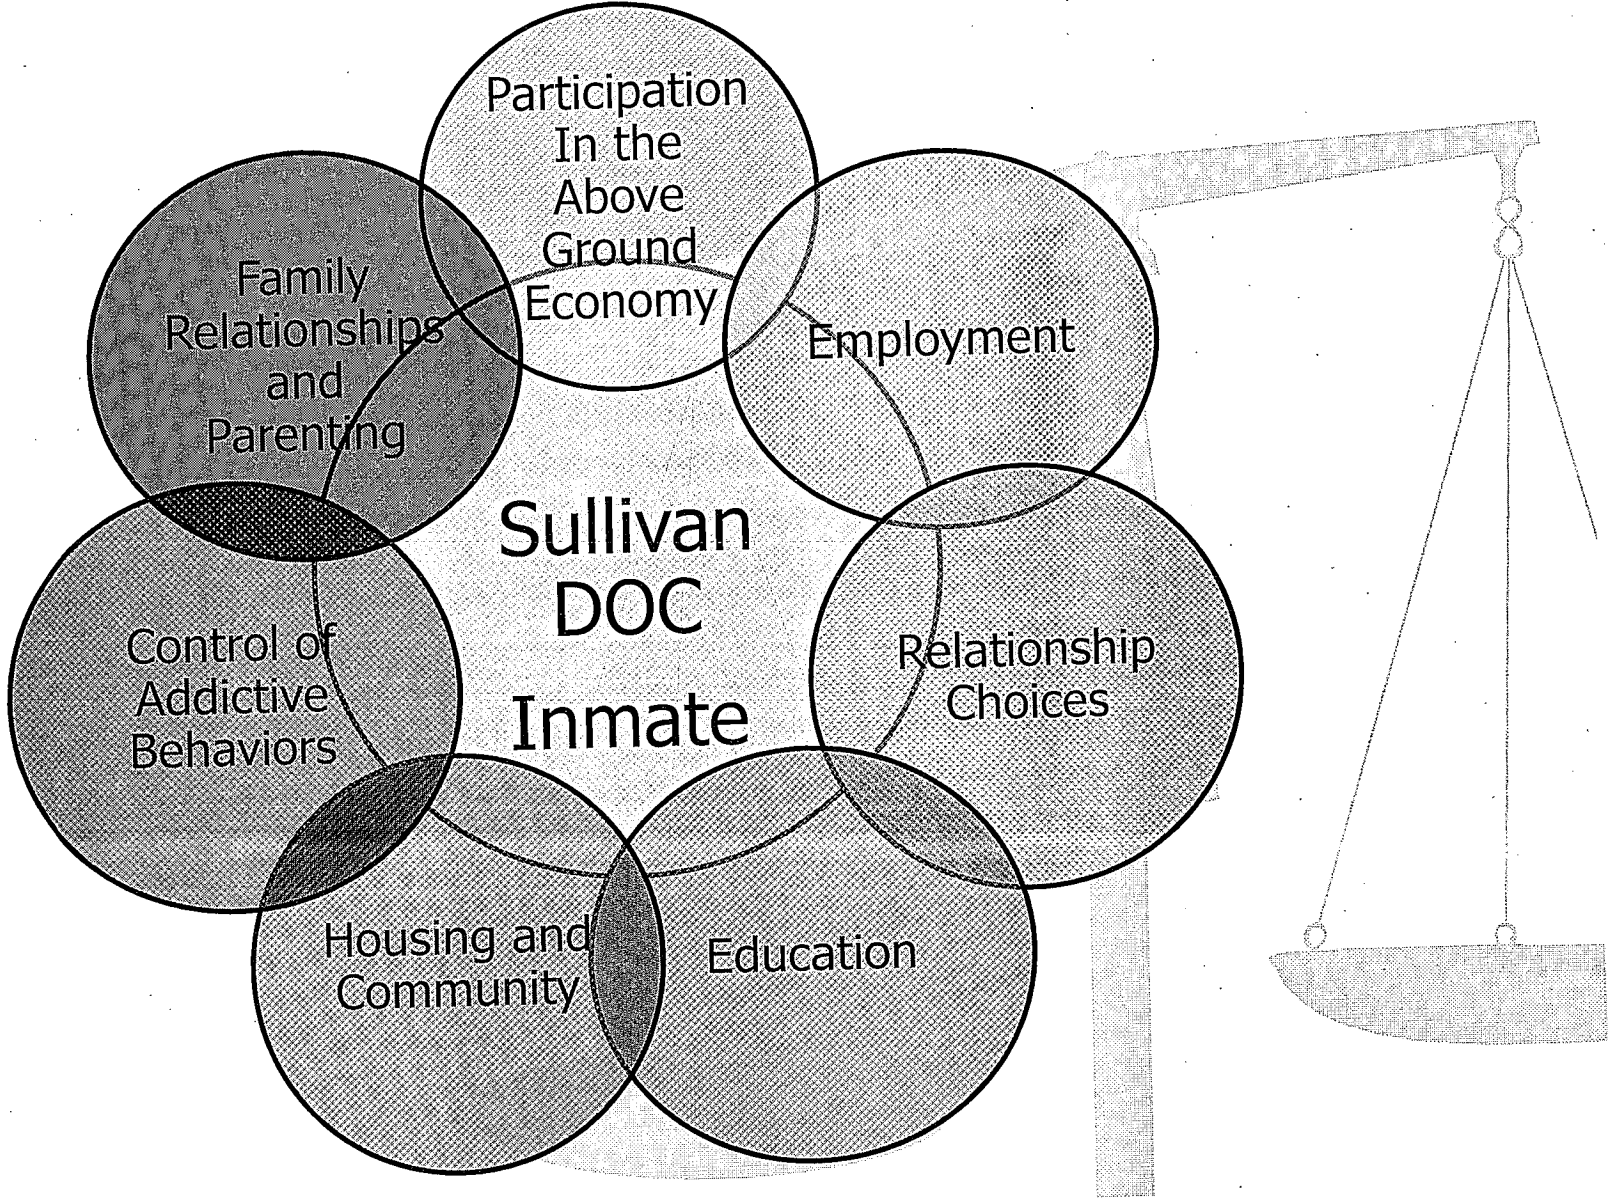 Participation
In the
Above
Ground
Economy
Employment
Relationship
Choices
Education
Housing and
Community
Control of
Addictive
Behaviors
Family
Relationships
and
Parenting
Sullivan
DOC
Inmate